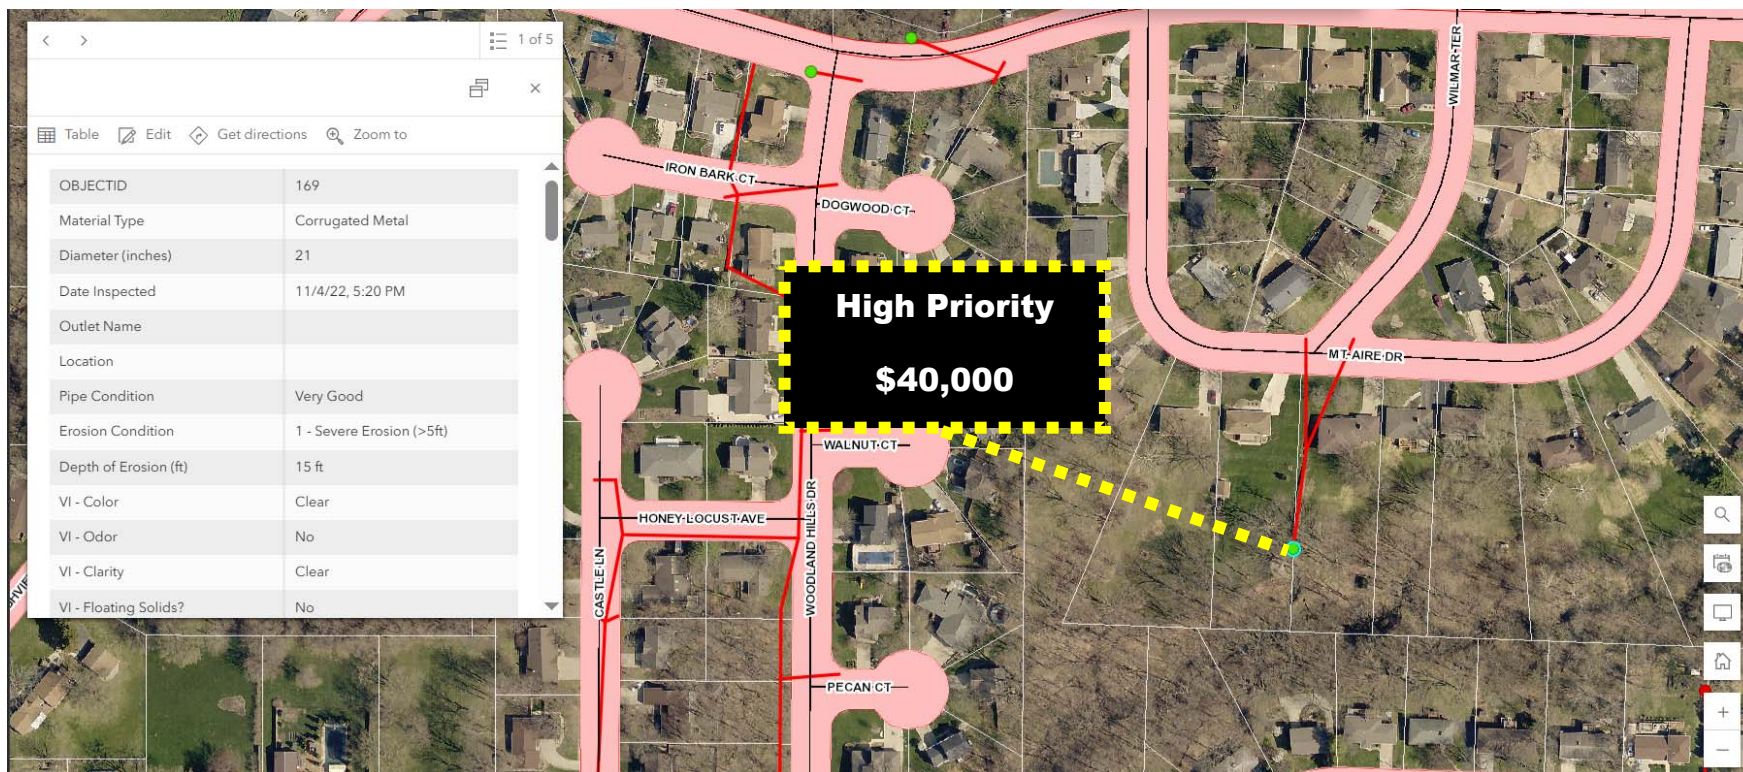 1 of 5
Table Edit Get directions Zoom to
OBJECTID 169
Material Type Corrugated Metal
Diameter (inches) 21
Date Inspected 11/4/22, 5:20 PM
Outlet Name
Location
Pipe Condition Very Good
Erosion Condition 1 - Severe Erosion (>5ft)
Depth of Erosion (ft) 15 ft
VI - Color Clear
VI - Odor No
VI - Clarity Clear
VI - Floating Solids? No
High Priority
$40,000
IRON BARK CT
DOGWOOD CT
WILMAR TER
MT AIRE DR
WALNUT CT
HONEY LOCUST AVE
CASTLE LN
WOODLAND HILLS DR
PECAN CT